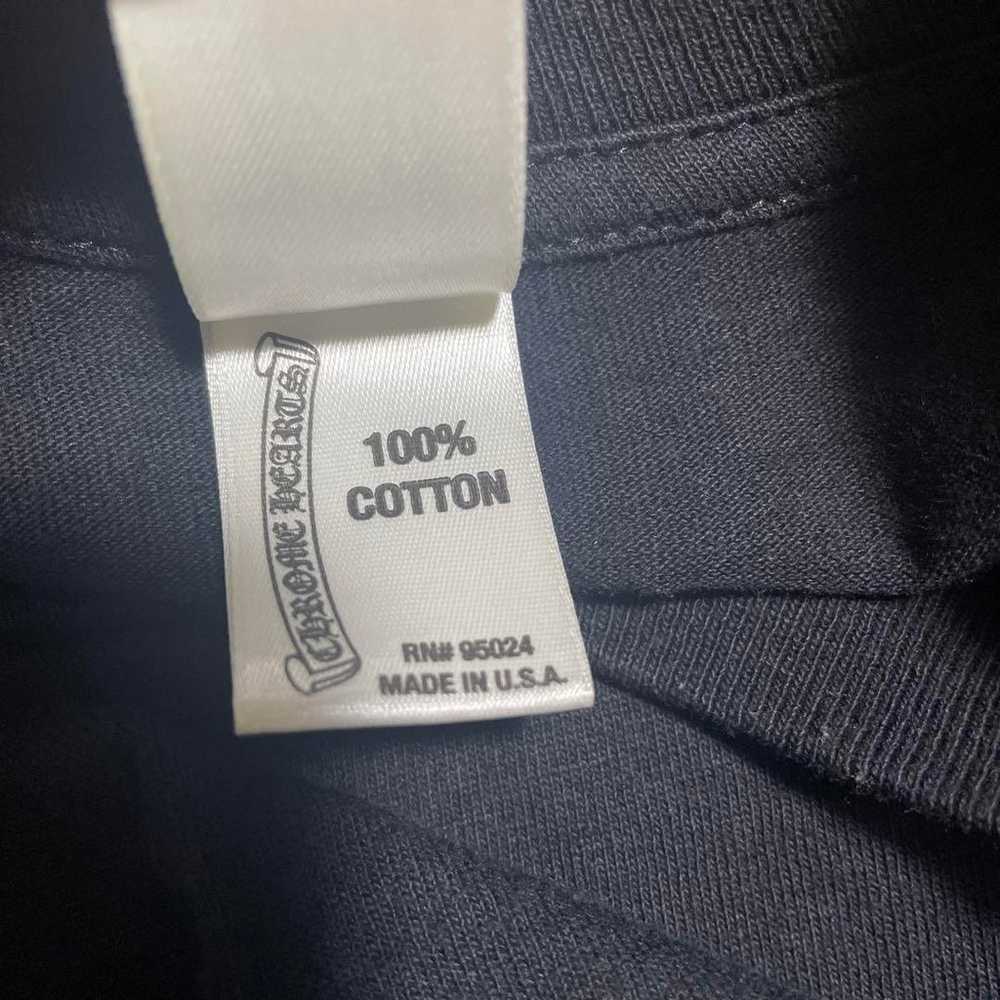 CHROME HEARTS
100%
COTTON
RN# 95024
MADE IN U.S.A.